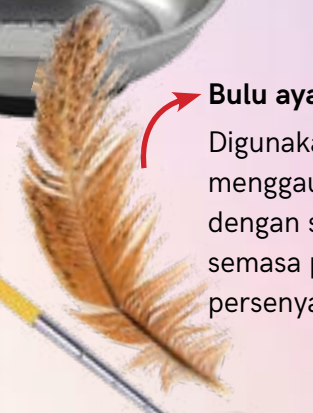 Bulu aya
Digunaka
menggau
dengan s
semasa p
persenya